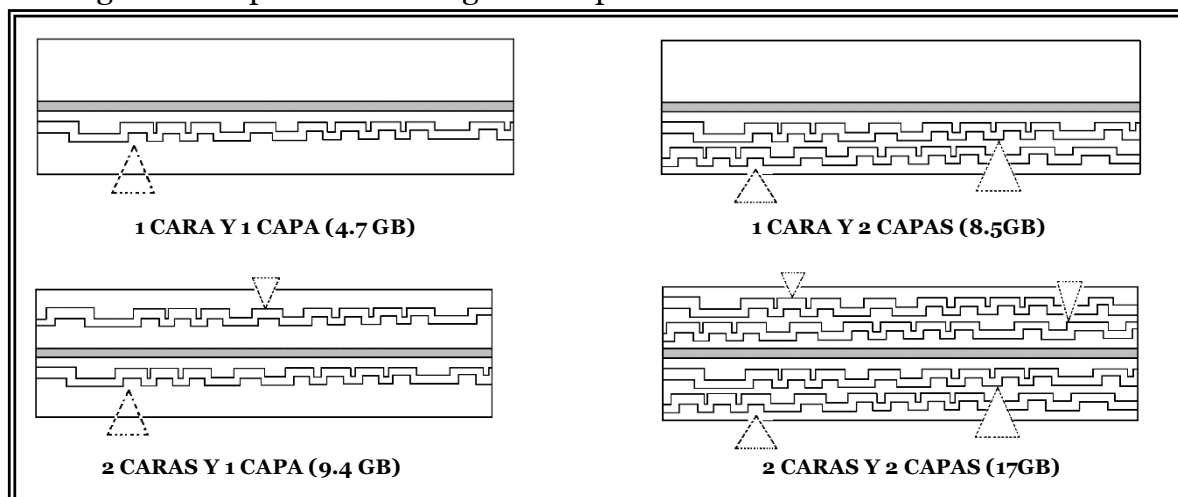 1 CARA Y 1 CAPA (4.7 GB)
1 CARA Y 2 CAPAS (8.5GB)
2 CARAS Y 1 CAPA (9.4 GB)
2 CARAS Y 2 CAPAS (17GB)